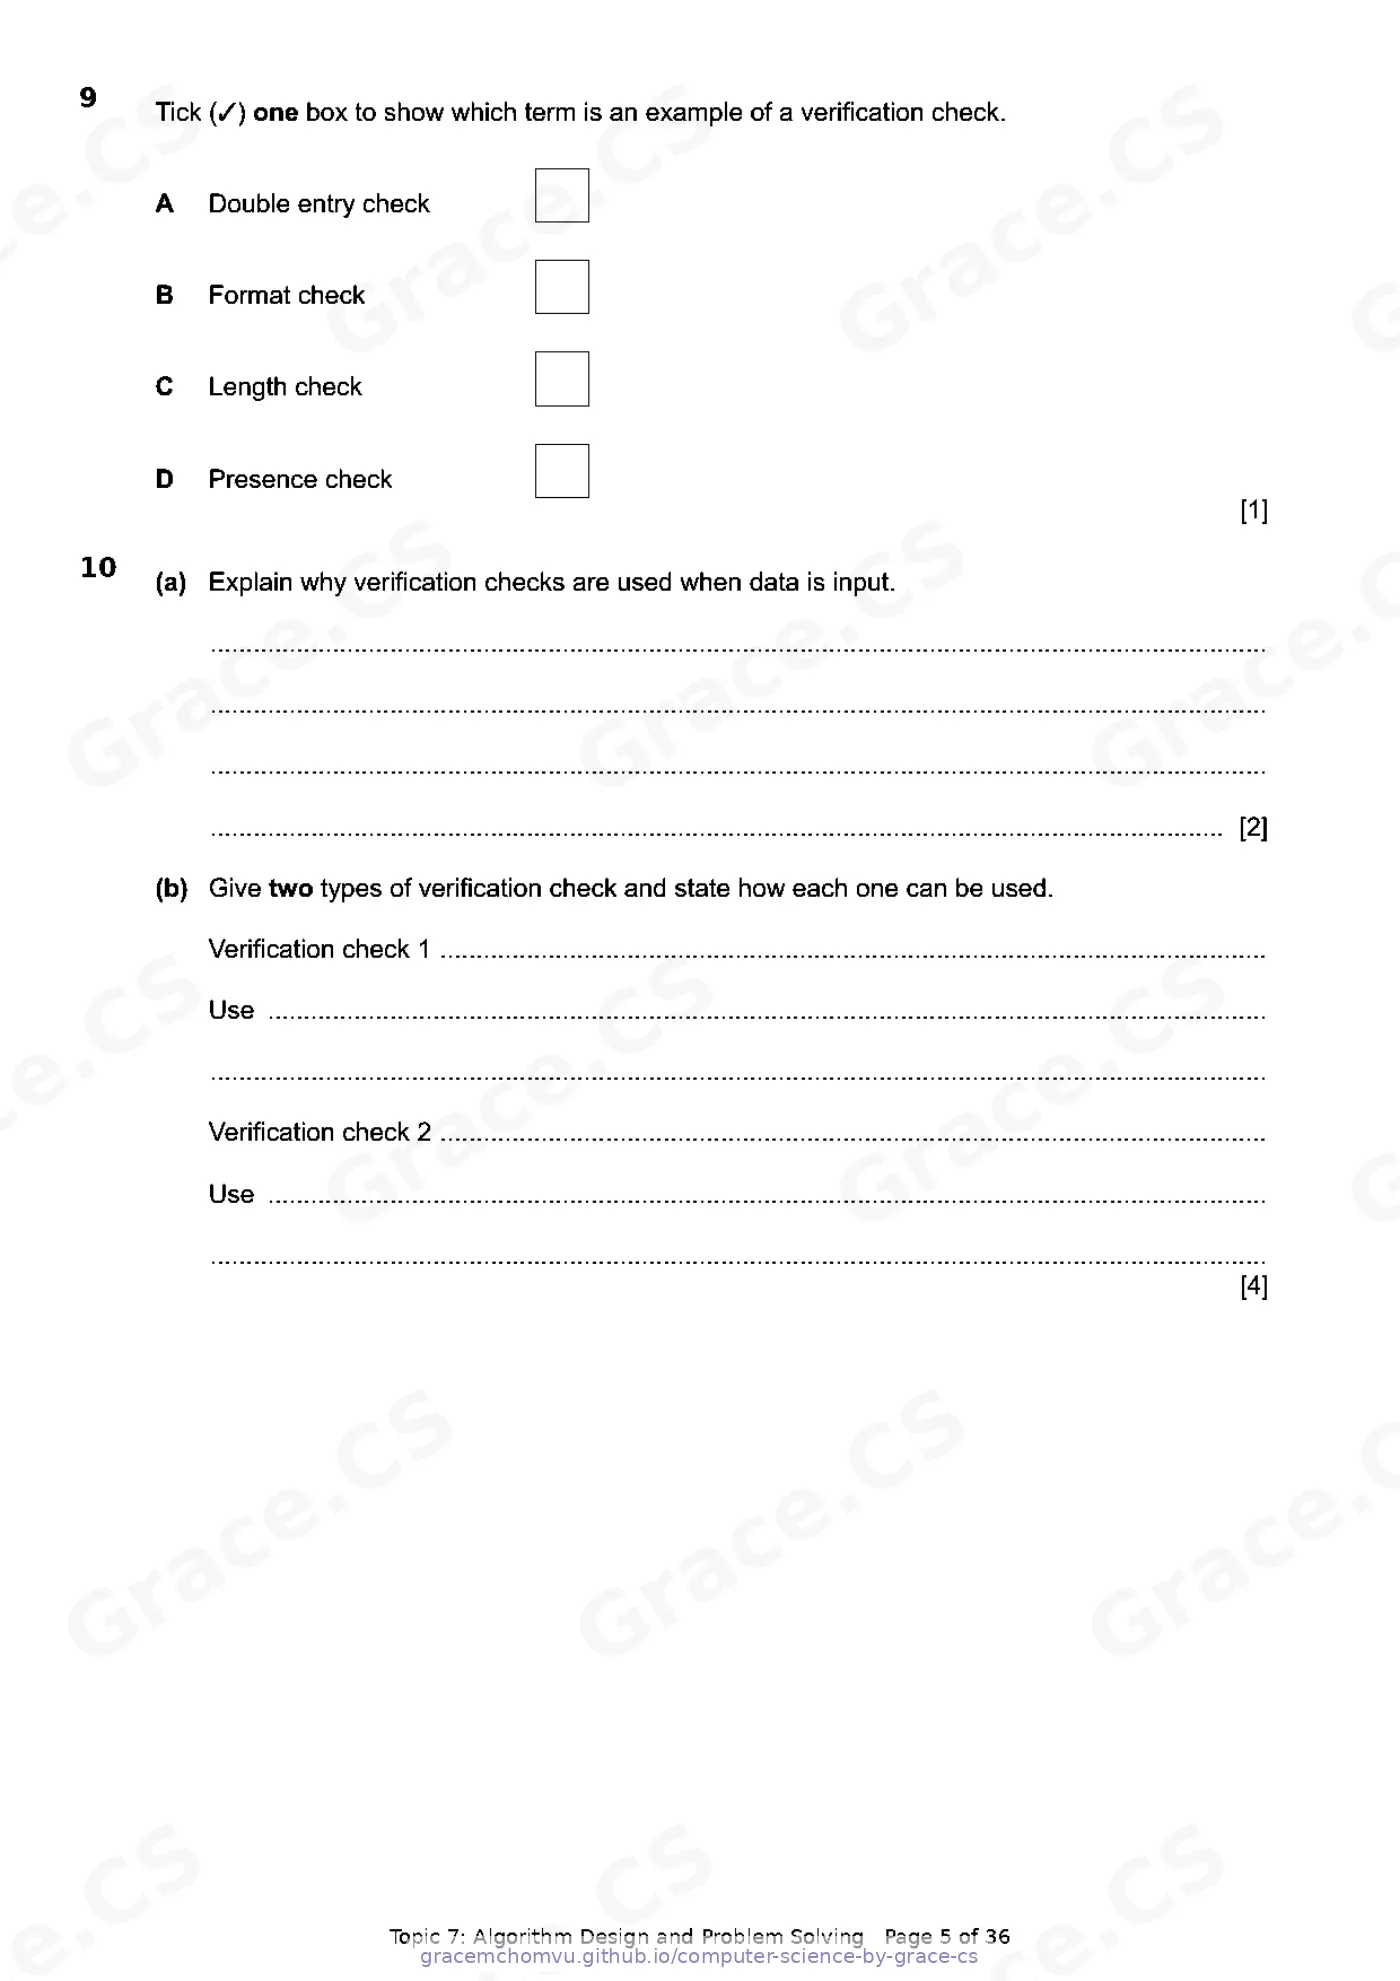 9
Tick (✓) one box to show which term is an example of a verification check.
A Double entry check
B Format check
C Length check
D Presence check
[1]
10
(a) Explain why verification checks are used when data is input.
[2]
(b) Give two types of verification check and state how each one can be used.
Verification check 1
Use
Verification check 2
Use
[4]
Topic 7: Algorithm Design and Problem Solving Page 5 of 36
gracemchomvu.github.io/computer-science-by-grace-cs
Grace.CS